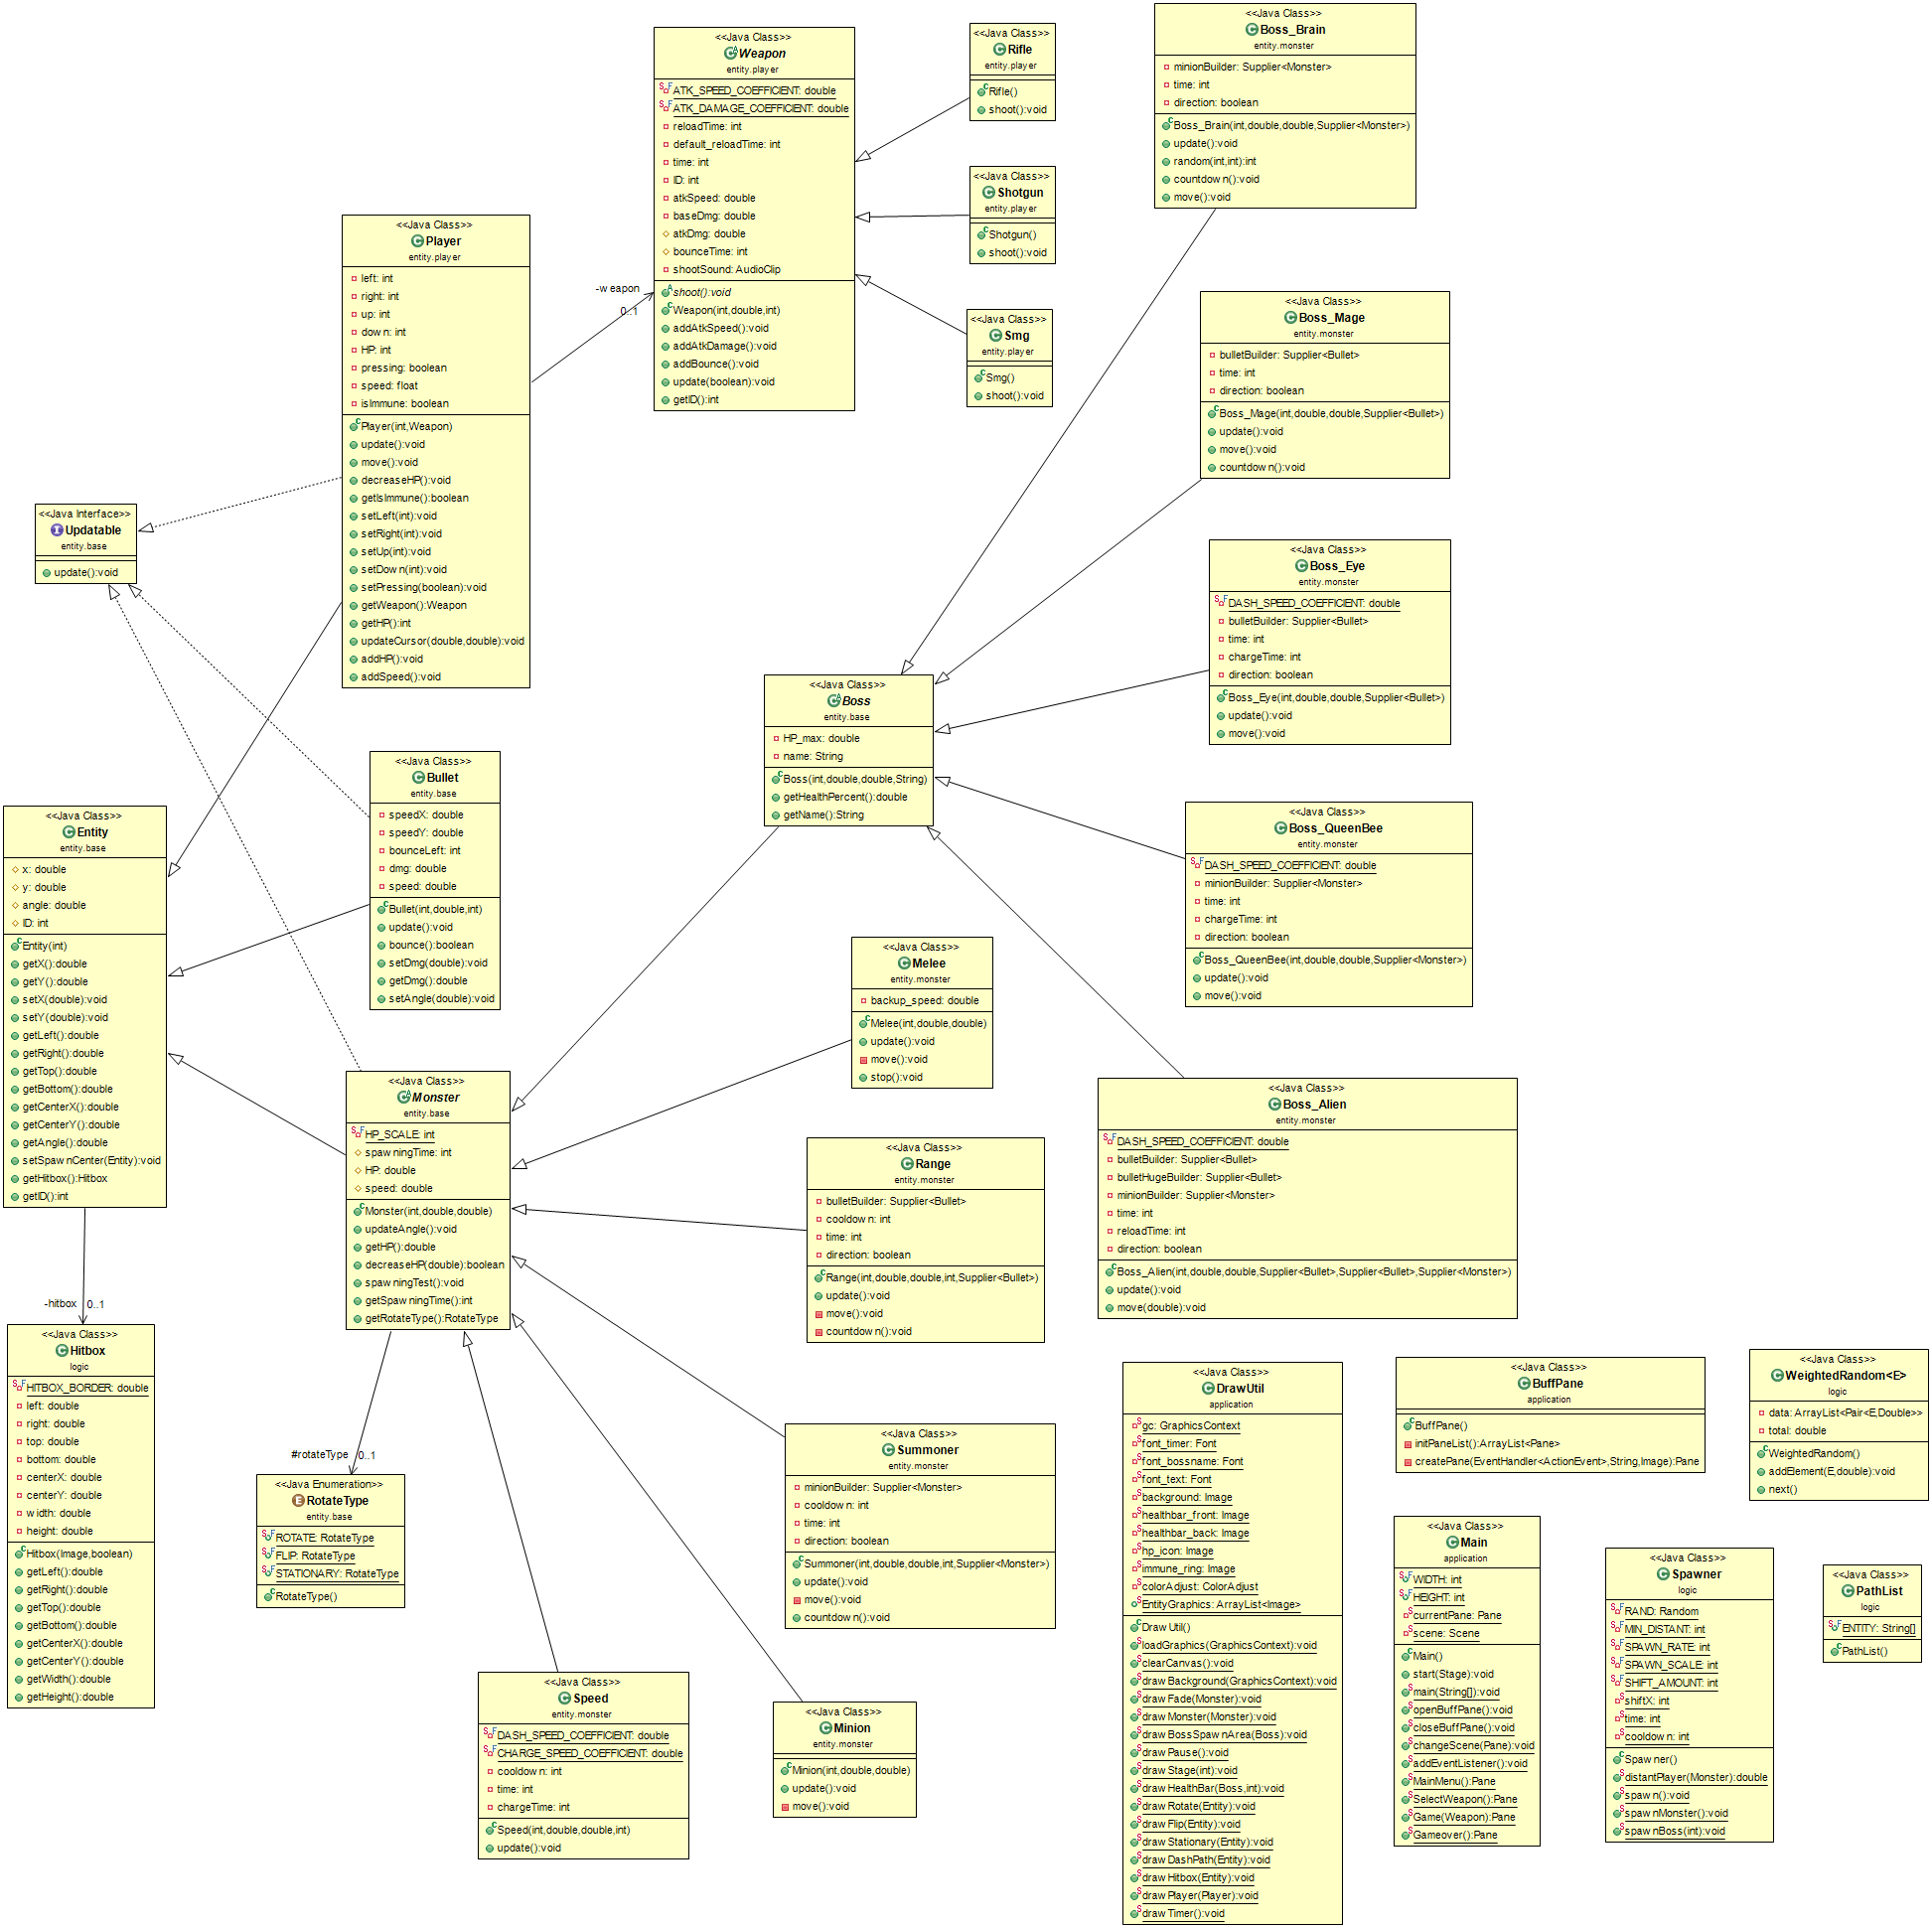 <<Java Class>>
Weapon
entity.player
ATK_SPEED_COEFFICIENT: double
ATK_DAMAGE_COEFFICIENT: double
reloadTime: int
default_reloadTime: int
time: int
ID: int
atkSpeed: double
baseDmg: double
atkDmg: double
bounceTime: int
shootSound: AudioClip
shoot():void
Weapon(int,double,int)
addAtkSpeed():void
addAtkDamage():void
addBounce():void
update(boolean):void
getID():int
<<Java Class>>
Rifle
entity.player
Rifle()
shoot():void
<<Java Class>>
Shotgun
entity.player
Shotgun()
shoot():void
<<Java Class>>
Smg
entity.player
Smg()
shoot():void
<<Java Class>>
Boss_Brain
entity.monster
minionBuilder: Supplier<Monster>
time: int
direction: boolean
Boss_Brain(int,double,double,Supplier<Monster>)
update():void
random(int,int):int
countdown():void
move():void
<<Java Class>>
Boss_Mage
entity.monster
bulletBuilder: Supplier<Bullet>
time: int
direction: boolean
Boss_Mage(int,double,double,Supplier<Bullet>)
update():void
move():void
countdown():void
<<Java Class>>
Player
entity.player
left: int
right: int
up: int
down: int
HP: int
pressing: boolean
speed: float
isImmune: boolean
Player(int,Weapon)
update():void
move():void
decreaseHP():void
getIsImmune():boolean
setLeft(int):void
setRight(int):void
setUp(int):void
setDown(int):void
setPressing(boolean):void
getWeapon():Weapon
getHP():int
updateCursor(double,double):void
addHP():void
addSpeed():void
-weapon
0..1
<<Java Interface>>
Updatable
entity.base
update():void
<<Java Class>>
Boss_Eye
entity.monster
DASH_SPEED_COEFFICIENT: double
bulletBuilder: Supplier<Bullet>
time: int
chargeTime: int
direction: boolean
Boss_Eye(int,double,double,Supplier<Bullet>)
update():void
move():void
<<Java Class>>
Boss
entity.base
HP_max: double
name: String
Boss(int,double,double,String)
getHealthPercent():double
getName():String
<<Java Class>>
Bullet
entity.base
speedX: double
speedY: double
bounceLeft: int
dmg: double
speed: double
Bullet(int,double,int)
update():void
bounce():boolean
setDmg(double):void
getDmg():double
setAngle(double):void
<<Java Class>>
Entity
entity.base
x: double
y: double
angle: double
ID: int
Entity(int)
getX():double
getY():double
setX(double):void
setY(double):void
getLeft():double
getRight():double
getTop():double
getBottom():double
getCenterX():double
getCenterY():double
getAngle():double
setSpawnCenter(Entity):void
getHitbox():Hitbox
getID():int
<<Java Class>>
Boss_QueenBee
entity.monster
DASH_SPEED_COEFFICIENT: double
minionBuilder: Supplier<Monster>
time: int
chargeTime: int
direction: boolean
Boss_QueenBee(int,double,double,Supplier<Monster>)
update():void
move():void
<<Java Class>>
Melee
entity.monster
backup_speed: double
Melee(int,double,double)
update():void
move():void
stop():void
<<Java Class>>
Monster
entity.base
HP_SCALE: int
spawningTime: int
HP: double
speed: double
Monster(int,double,double)
updateAngle():void
getHP():double
decreaseHP(double):boolean
spawningTest():void
getSpawningTime():int
getRotateType():RotateType
<<Java Class>>
Boss_Alien
entity.monster
DASH_SPEED_COEFFICIENT: double
bulletBuilder: Supplier<Bullet>
bulletHugeBuilder: Supplier<Bullet>
minionBuilder: Supplier<Monster>
time: int
reloadTime: int
direction: boolean
Boss_Alien(int,double,double,Supplier<Bullet>,Supplier<Bullet>,Supplier<Monster>)
update():void
move(double):void
<<Java Class>>
Range
entity.monster
bulletBuilder: Supplier<Bullet>
cooldown: int
time: int
direction: boolean
Range(int,double,double,int,Supplier<Bullet>)
update():void
move():void
countdown():void
-hitbox
0..1
<<Java Class>>
Hitbox
logic
HITBOX_BORDER: double
left: double
right: double
top: double
bottom: double
centerX: double
centerY: double
width: double
height: double
Hitbox(Image,boolean)
getLeft():double
getRight():double
getTop():double
getBottom():double
getCenterX():double
getCenterY():double
getWidth():double
getHeight():double
#rotateType
0..1
<<Java Enumeration>>
RotateType
entity.base
ROTATE: RotateType
FLIP: RotateType
STATIONARY: RotateType
RotateType()
<<Java Class>>
Summoner
entity.monster
minionBuilder: Supplier<Monster>
cooldown: int
time: int
direction: boolean
Summoner(int,double,double,int,Supplier<Monster>)
update():void
move():void
countdown():void
<<Java Class>>
Speed
entity.monster
DASH_SPEED_COEFFICIENT: double
CHARGE_SPEED_COEFFICIENT: double
cooldown: int
time: int
chargeTime: int
Speed(int,double,double,int)
update():void
<<Java Class>>
Minion
entity.monster
Minion(int,double,double)
update():void
move():void
<<Java Class>>
DrawUtil
application
gc: GraphicsContext
font_timer: Font
font_bossname: Font
font_text: Font
background: Image
healthbar_front: Image
healthbar_back: Image
hp_icon: Image
immune_ring: Image
colorAdjust: ColorAdjust
EntityGraphics: ArrayList<Image>
DrawUtil()
loadGraphics(GraphicsContext):void
clearCanvas():void
drawBackground(GraphicsContext):void
drawFade(Monster):void
drawMonster(Monster):void
drawBossSpawnArea(Boss):void
drawPause():void
drawStage(int):void
drawHealthBar(Boss,int):void
drawRotate(Entity):void
drawFlip(Entity):void
drawStationary(Entity):void
drawDashPath(Entity):void
drawHitbox(Entity):void
drawPlayer(Player):void
drawTimer():void
<<Java Class>>
BuffPane
application
BuffPane()
initPaneList():ArrayList<Pane>
createPane(EventHandler<ActionEvent>,String,Image):Pane
<<Java Class>>
WeightedRandom<E>
logic
data: ArrayList<Pair<E,Double>>
total: double
WeightedRandom()
addElement(E,double):void
next()
<<Java Class>>
Main
application
WIDTH: int
HEIGHT: int
currentPane: Pane
scene: Scene
Main()
start(Stage):void
main(String[]):void
openBuffPane():void
closeBuffPane():void
changeScene(Pane):void
addEventListener():void
MainMenu():Pane
SelectWeapon():Pane
Game(Weapon):Pane
Gameover():Pane
<<Java Class>>
Spawner
logic
RAND: Random
MIN_DISTANT: int
SPAWN_RATE: int
SPAWN_SCALE: int
SHIFT_AMOUNT: int
shiftX: int
time: int
cooldown: int
Spawner()
distantPlayer(Monster):double
spawn():void
spawnMonster():void
spawnBoss(int):void
<<Java Class>>
PathList
logic
ENTITY: String[]
PathList()